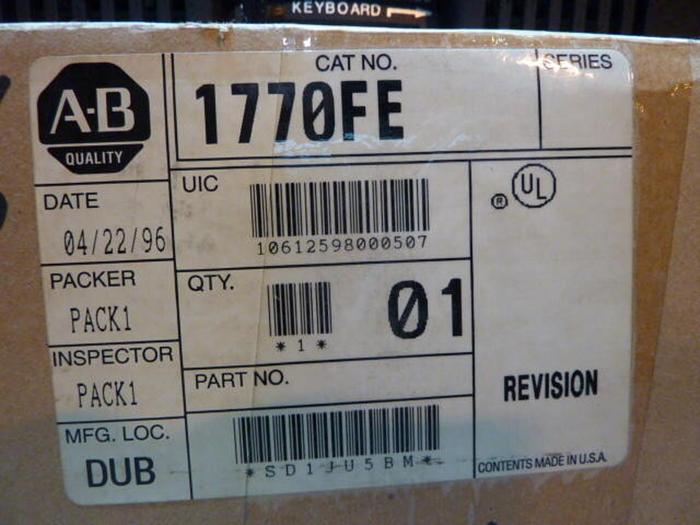 KEYBOARD
A-B
QUALITY
CAT NO.
1770FE
SERIES
DATE
04/22/96
UIC
10612598000507
® UL
PACKER
PACK1
QTY.
*1*
01
INSPECTOR
PACK1
PART NO.
REVISION
MFG. LOC.
DUB
*SD1JU5BM*
CONTENTS MADE IN U.S.A.